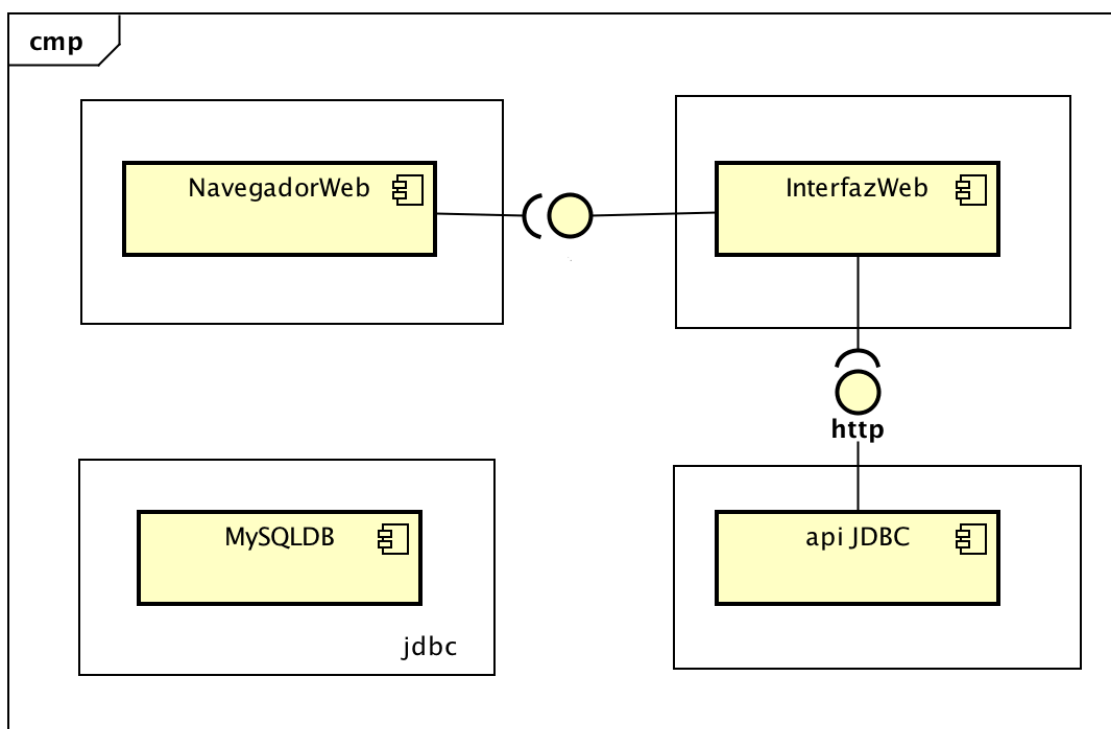 cmp
NavegadorWeb
InterfazWeb
http
MySQLDB
api JDBC
jdbc